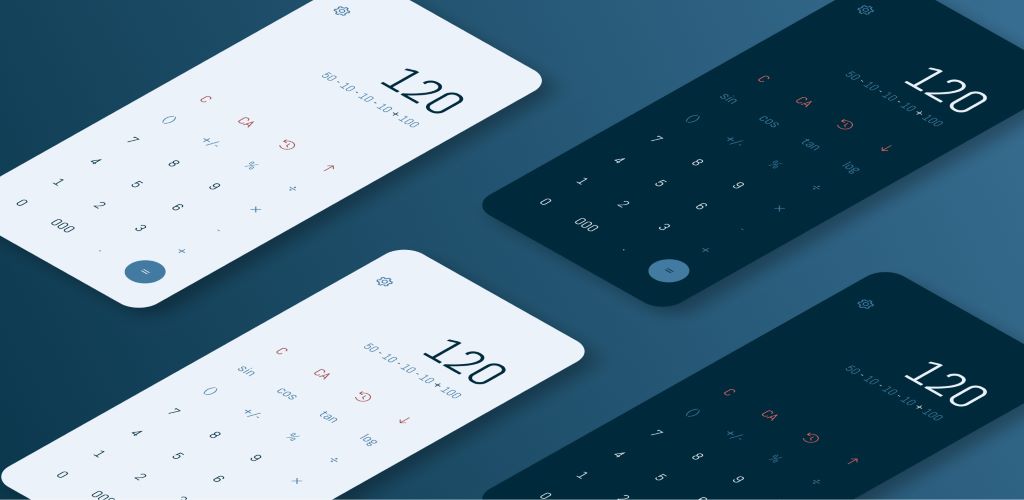 120
50 - 10 - 10 - 10 + 100
C CA ↑
() +/- % ÷
7 8 9 ×
4 5 6 -
1 2 3 +
0 000 . =
120
50 - 10 - 10 - 10 + 100
C CA ↓
sin cos tan log
() +/- % ÷
7 8 9 ×
4 5 6 -
1 2 3 +
0 000 . =
120
50 - 10 - 10 - 10 + 100
C CA ↓
sin cos tan log
() +/- % ÷
7 8 9 ×
4 5 6
1 2
0 000
120
50 - 10 - 10 - 10 + 100
C CA ↑
() +/- % ÷
7 8 9
4 5
1 2
0